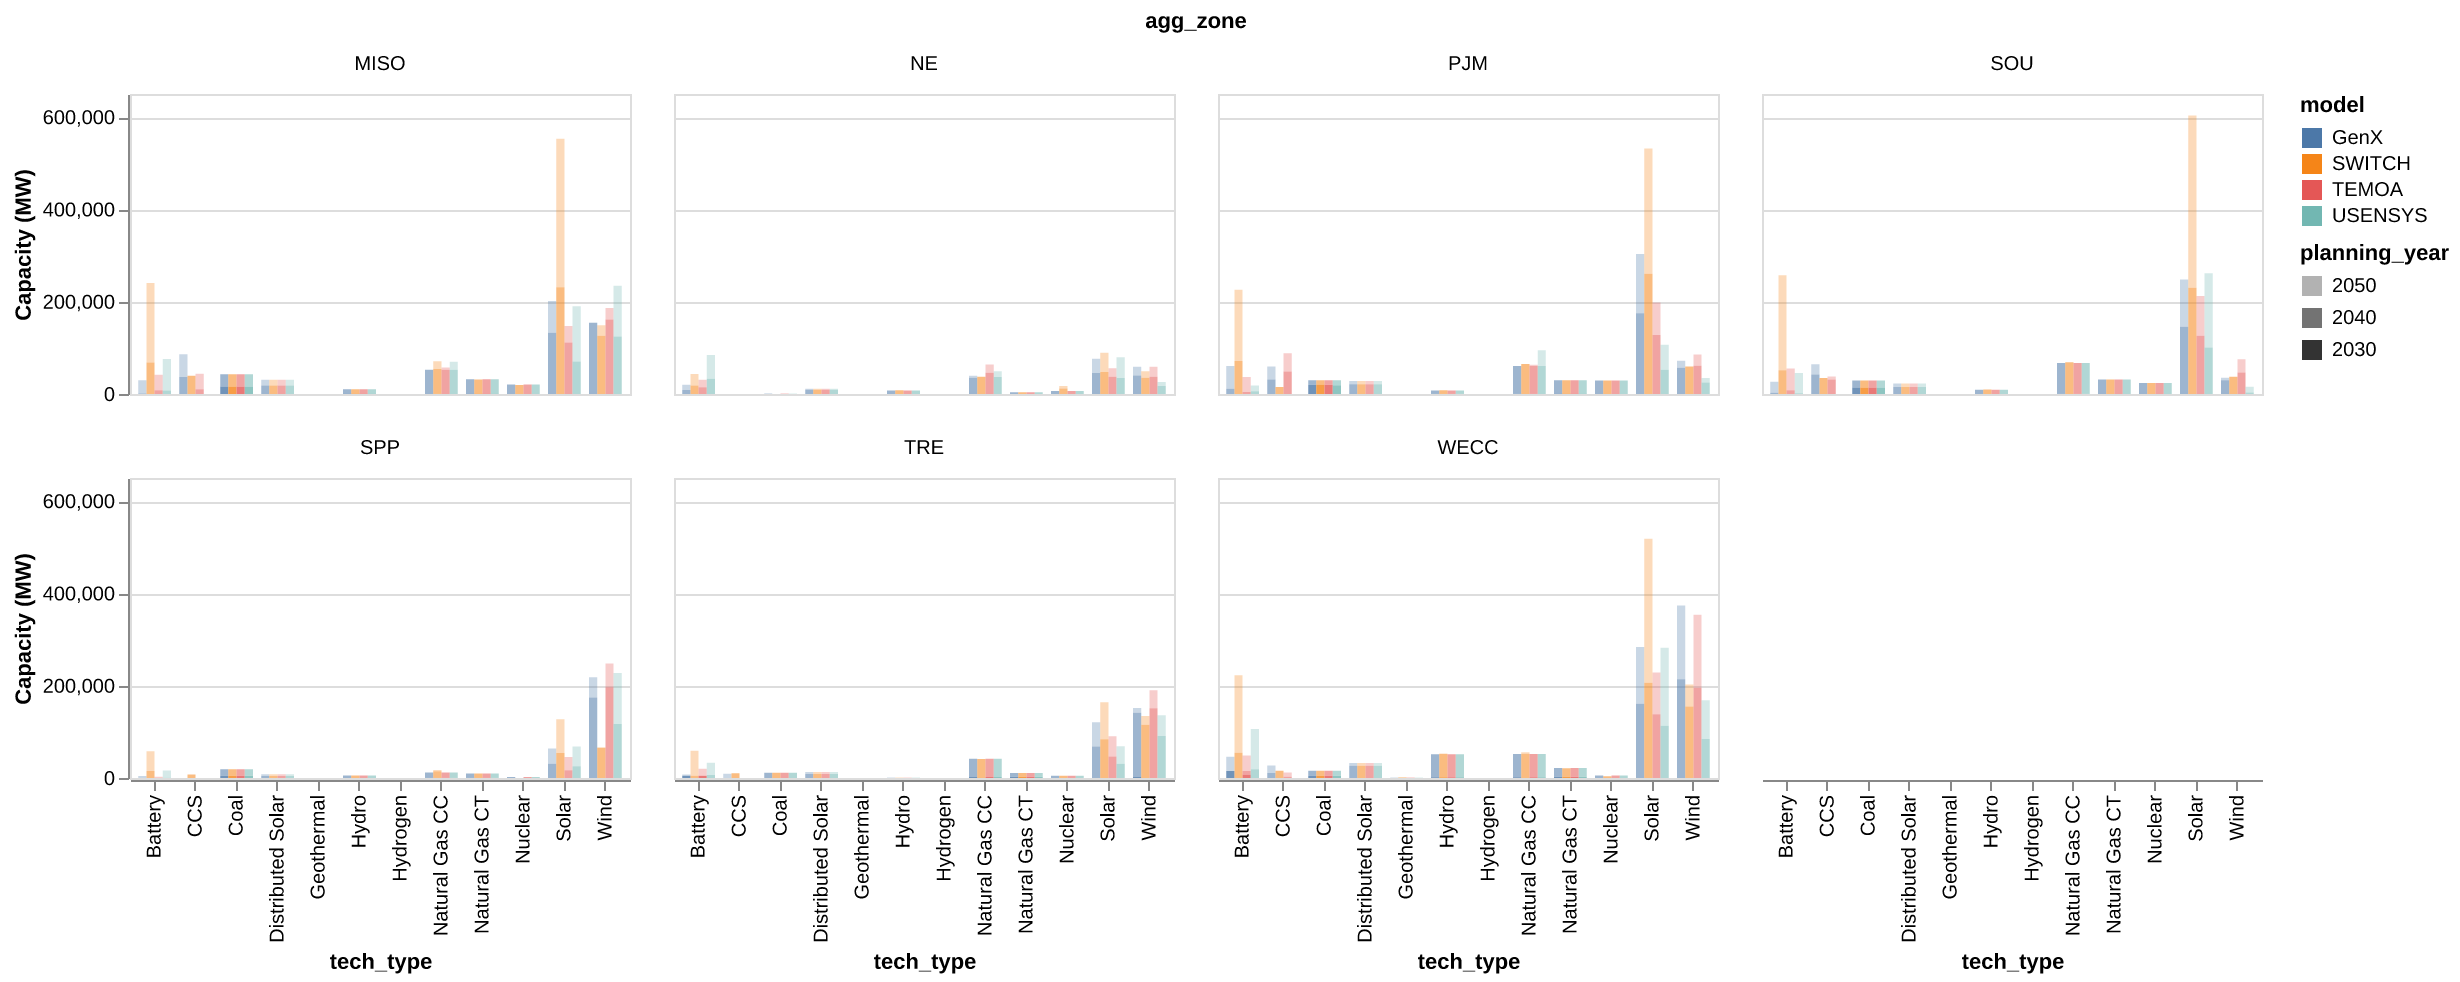 agg_zone
MISO
NE
PJM
SOU
600,000
400,000
200,000
0
Capacity (MW)
model
GenX
SWITCH
TEMOA
USENSYS
planning_year
2050
2040
2030
SPP
TRE
WECC
600,000
400,000
200,000
0
Capacity (MW)
Battery
CCS
Coal
Distributed Solar
Geothermal
Hydro
Hydrogen
Natural Gas CC
Natural Gas CT
Nuclear
Solar
Wind
Battery
CCS
Coal
Distributed Solar
Geothermal
Hydro
Hydrogen
Natural Gas CC
Natural Gas CT
Nuclear
Solar
Wind
Battery
CCS
Coal
Distributed Solar
Geothermal
Hydro
Hydrogen
Natural Gas CC
Natural Gas CT
Nuclear
Solar
Wind
Battery
CCS
Coal
Distributed Solar
Geothermal
Hydro
Hydrogen
Natural Gas CC
Natural Gas CT
Nuclear
Solar
Wind
tech_type
tech_type
tech_type
tech_type